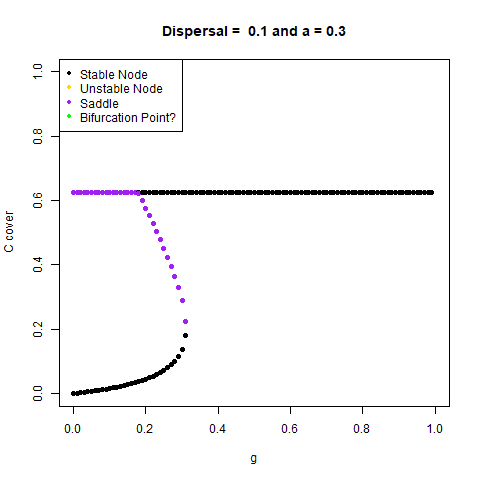 Dispersal =  0.1 and a = 0.3
Stable Node
Unstable Node
Saddle
Bifurcation Point?
C cover
1.0
0.8
0.6
0.4
0.2
0.0
0.0 0.2 0.4 0.6 0.8 1.0
g